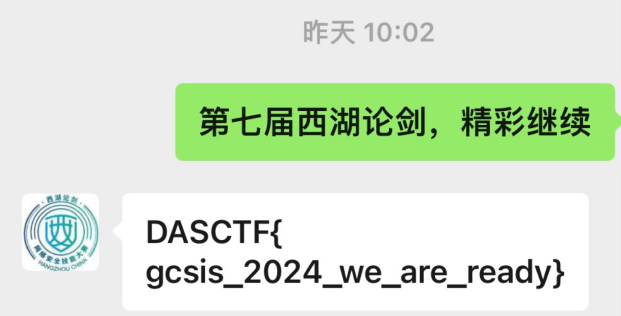 昨天 10:02
第七届西湖论剑，精彩继续
西湖论剑
网络安全技能大赛
HANGZHOU CHINA
DASCTF{
gcsis_2024_we_are_ready}